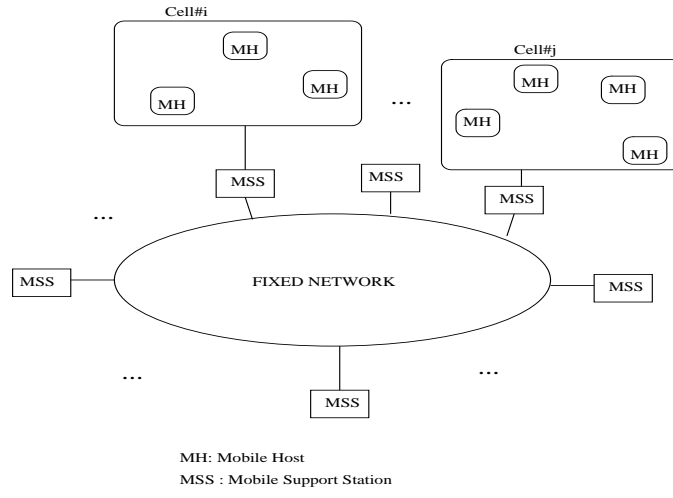 Cell#i
MH
MH
MH
...
Cell#j
MH
MH
MH
MH
MSS
MSS
MSS
...
MSS
FIXED NETWORK
MSS
...
...
MSS
MH: Mobile Host
MSS : Mobile Support Station